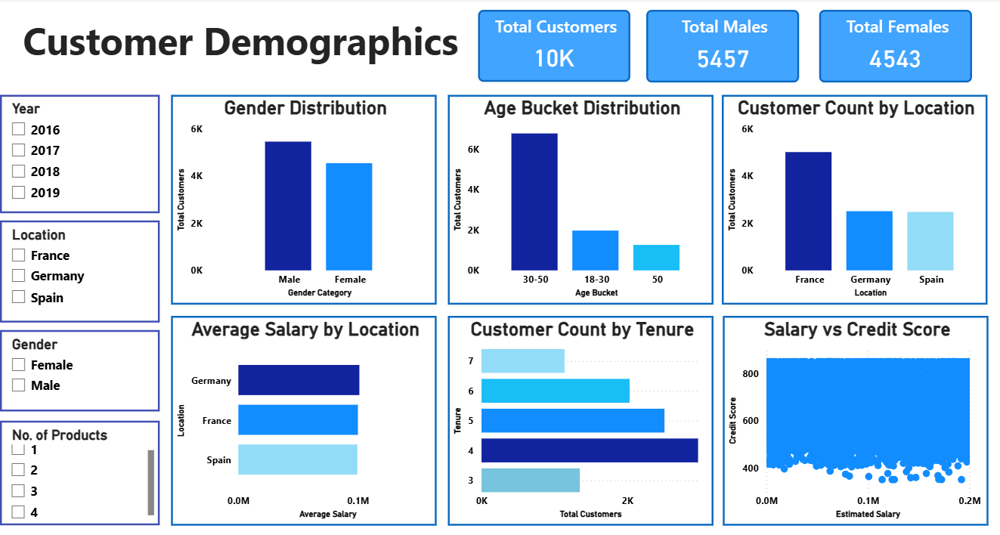 Customer Demographics
Total Customers
10K
Total Males
5457
Total Females
4543
Year
2016
2017
2018
2019
Location
France
Germany
Spain
Gender
Female
Male
No. of Products
1
2
3
4
Gender Distribution
Total Customers
6K
4K
2K
0K
Male Female
Gender Category
Age Bucket Distribution
Total Customers
6K
4K
2K
0K
30-50 18-30 50
Age Bucket
Customer Count by Location
Total Customers
6K
4K
2K
0K
France Germany Spain
Location
Average Salary by Location
Location
Germany
France
Spain
0.0M 0.1M
Average Salary
Customer Count by Tenure
Tenure
7
6
5
4
3
0K 2K
Total Customers
Salary vs Credit Score
Credit Score
800
600
400
0.0M 0.1M 0.2M
Estimated Salary